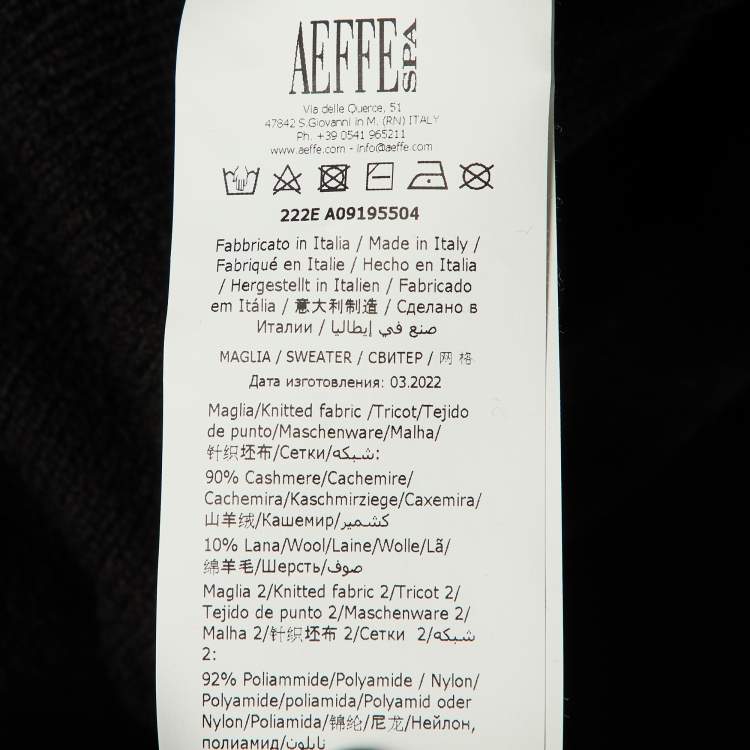 AEFFE SPA
Via delle Querce, 51
47842 S.Giovanni in M. (RN) ITALY
Ph. +39 0541 965211
www.aeffe.com - info@aeffe.com
222E A09195504
Fabbricato in Italia / Made in Italy /
Fabriqué en Italie / Hecho en Italia
/ Hergestellt in Italien / Fabricado
em Itália / 意大利制造 / Сделано в
Италии / صنع في إيطاليا
MAGLIA / SWEATER / СВИТЕР / 网 格
Дата изготовления: 03.2022
Maglia/Knitted fabric /Tricot/Tejido
de punto/Maschenware/Malha/
针织坯布/Сетки/شبكه:
90% Cashmere/Cachemire/
Cachemira/Kaschmirziege/Caxemira/
山羊绒/Кашемир/كشمير
10% Lana/Wool/Laine/Wolle/Lã/
绵羊毛/Шерсть/صوف
Maglia 2/Knitted fabric 2/Tricot 2/
Tejido de punto 2/Maschenware 2/
Malha 2/针织坯布 2/Сетки 2/شبكه
2:
92% Poliammide/Polyamide / Nylon/
Polyamide/poliamida/Polyamid oder
Nylon/Poliamida/锦纶/尼龙/Нейлон,
полиамид/نايلون